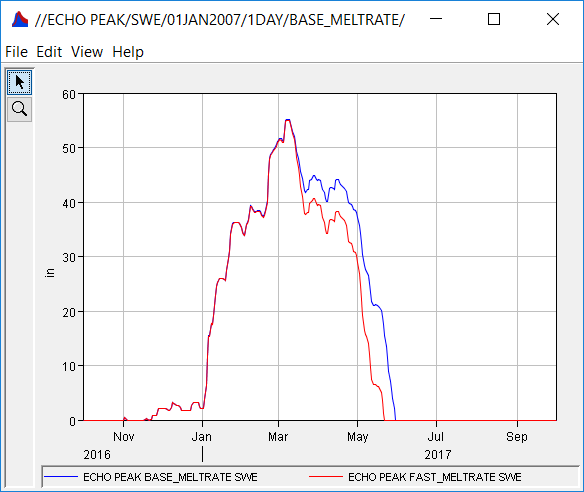 //ECHO PEAK/SWE/01JAN2007/1DAY/BASE_MELTRATE/
File Edit View Help
60
50
40
30
20
10
0
in
Nov Jan Mar May Jul Sep
2016 2017
ECHO PEAK BASE_MELTRATE SWE ECHO PEAK FAST_MELTRATE SWE